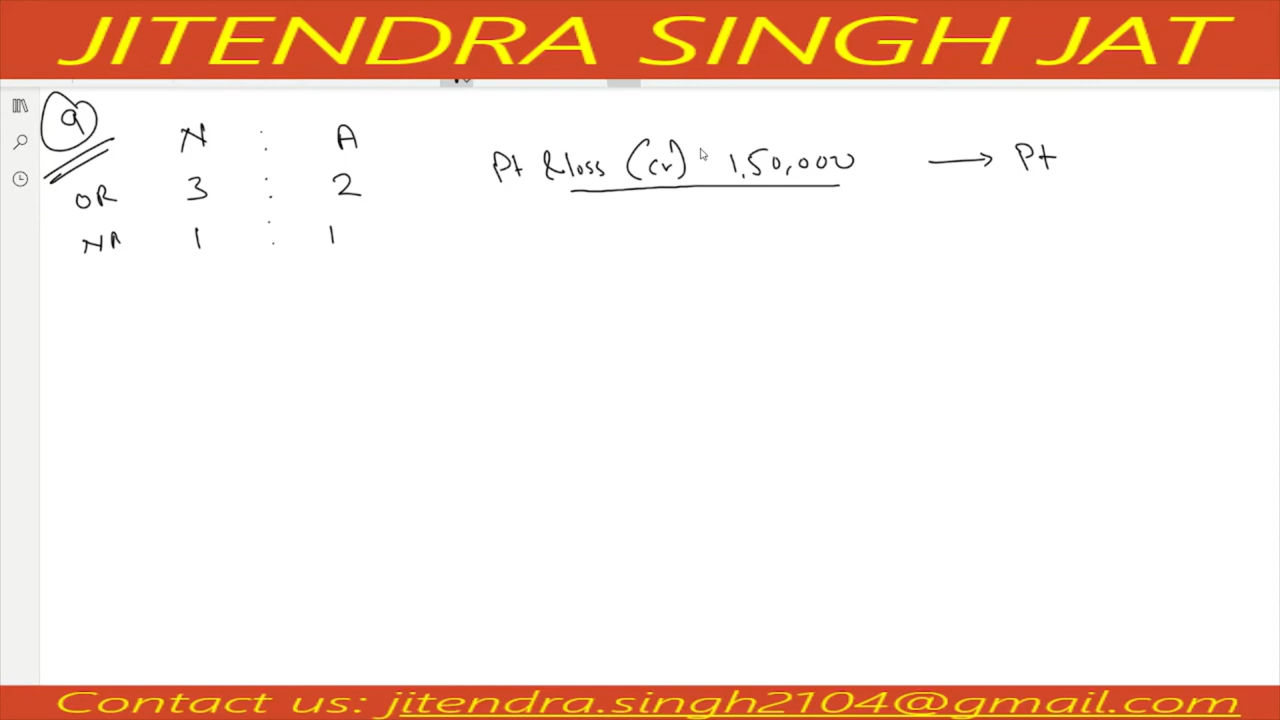 JITENDRA SINGH JAT
9
N : A
Pt & loss (cr) 1,50,000 → Pt
OR 3 : 2
NR 1 : 1
Contact us: jitendra.singh2104@gmail.com